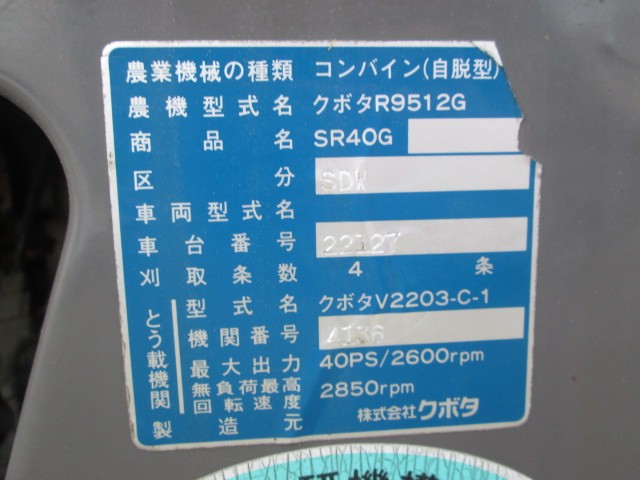 農業機械の種類 コンバイン(自脱型)
農機型式名 クボタR9512G
商品名 SR40G
区分 SDW
車両型式名
車台番号 22127
刈取条数 4条
とう載機関
型式名 クボタV2203-C-1
機関番号
最大出力 40PS/2600rpm
無負荷最高回転速度 2850rpm
製造元 株式会社クボタ